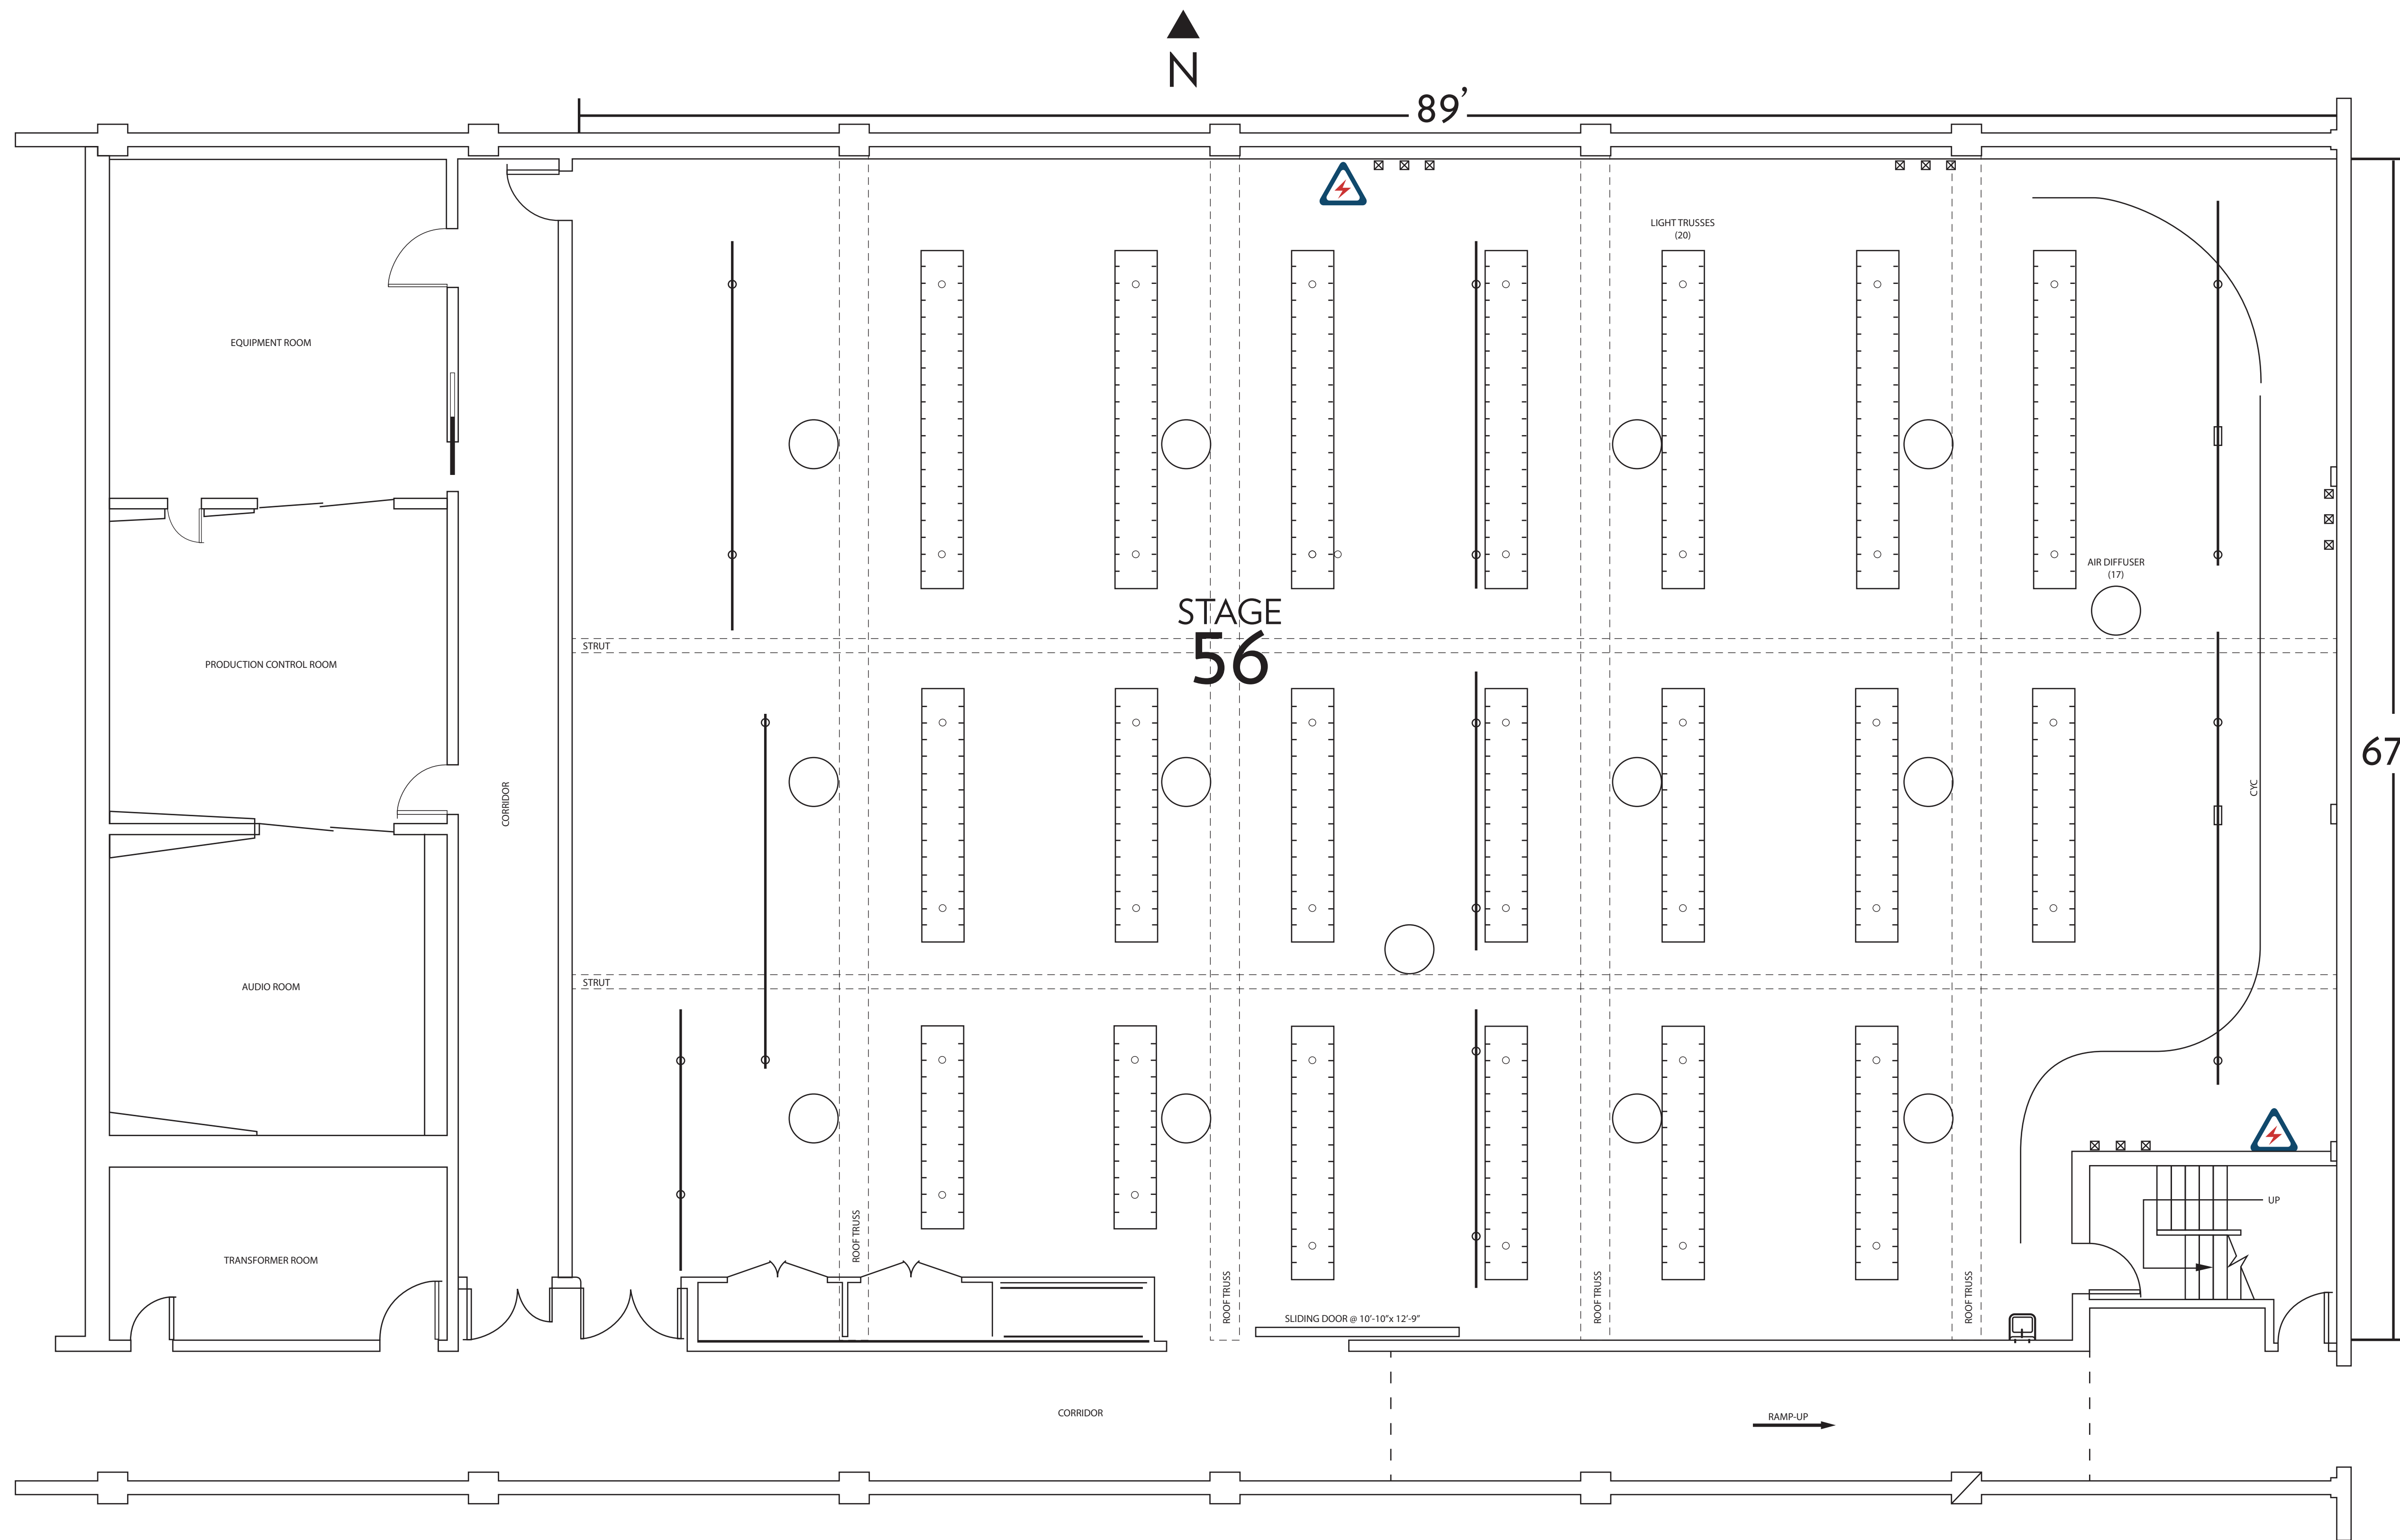 N
89'
LIGHT TRUSSES
(20)
EQUIPMENT ROOM
AIR DIFFUSER
(17)
STAGE
56
STRUT
PRODUCTION CONTROL ROOM
67
CORRIDOR
CYC
STRUT
AUDIO ROOM
UP
ROOF TRUSS
TRANSFORMER ROOM
ROOF TRUSS
ROOF TRUSS
ROOF TRUSS
SLIDING DOOR @ 10'-10"x 12'-9"
CORRIDOR
RAMP-UP